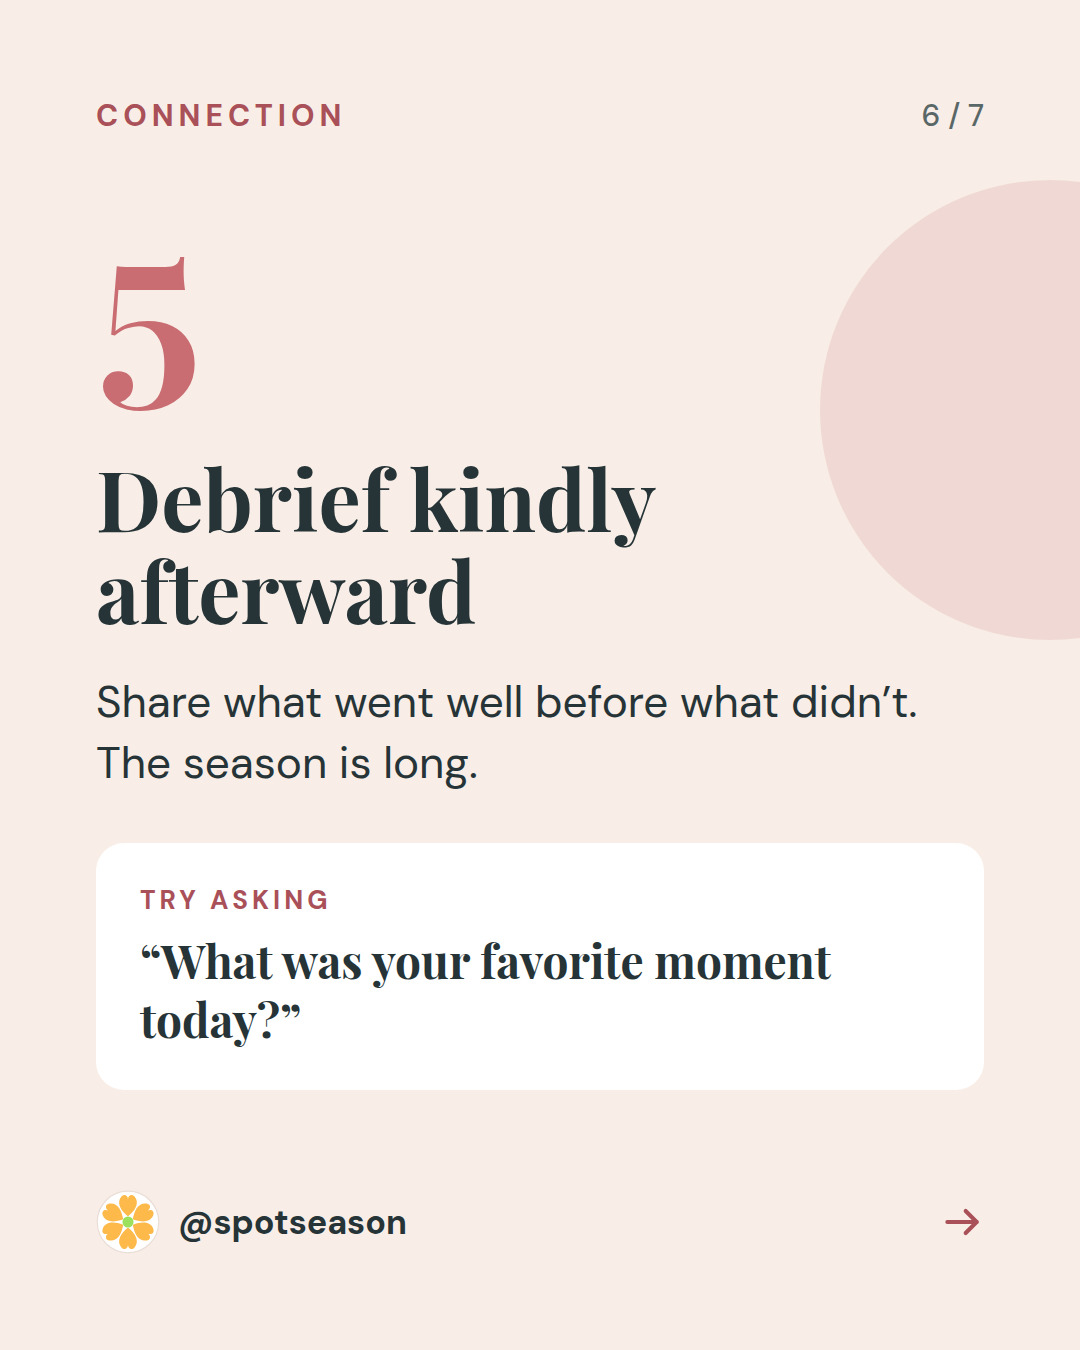 CONNECTION
6 / 7
5
Debrief kindly
afterward
Share what went well before what didn’t.
The season is long.
TRY ASKING
“What was your favorite moment
today?”
@spotseason